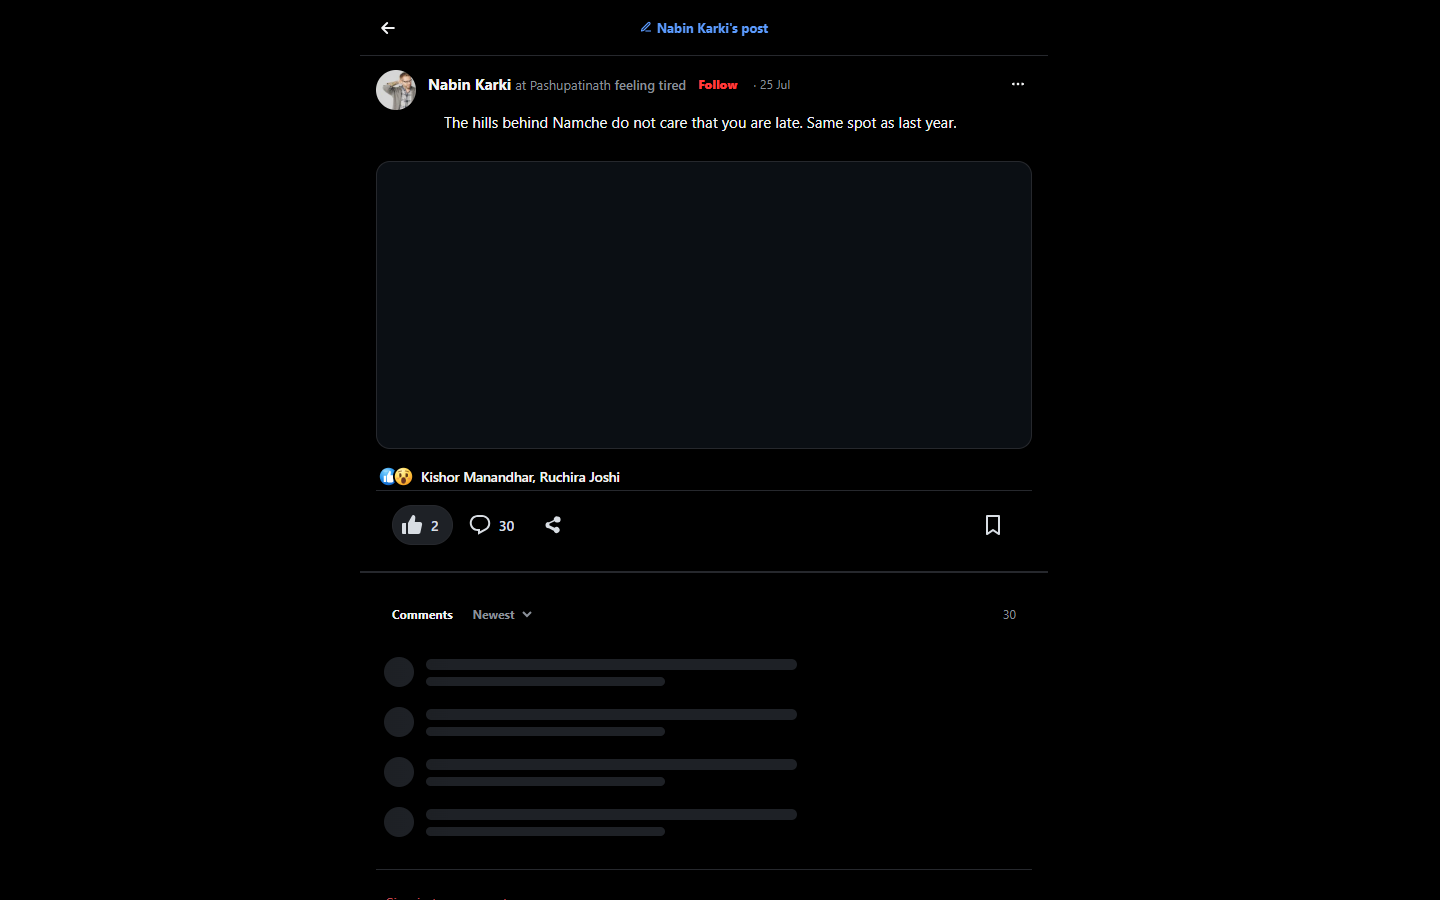 Nabin Karki's post
Nabin Karki at Pashupatinath feeling tired Follow · 25 Jul
The hills behind Namche do not care that you are late. Same spot as last year.
Kishor Manandhar, Ruchira Joshi
2 30
Comments Newest 30